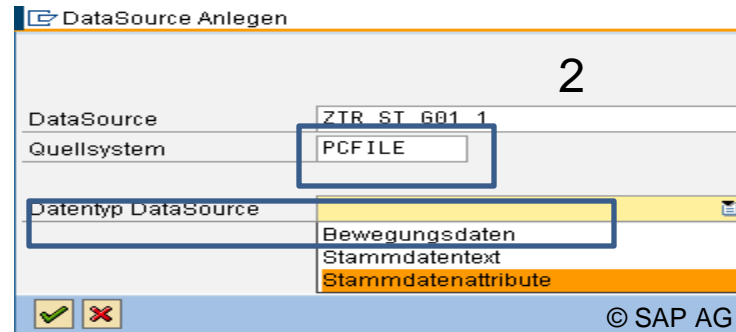 DataSource Anlegen
2
DataSource ZTR_ST_G01_1
Quellsystem PCFILE
Datentyp DataSource
Bewegungsdaten
Stammdatentext
Stammdatenattribute
© SAP AG